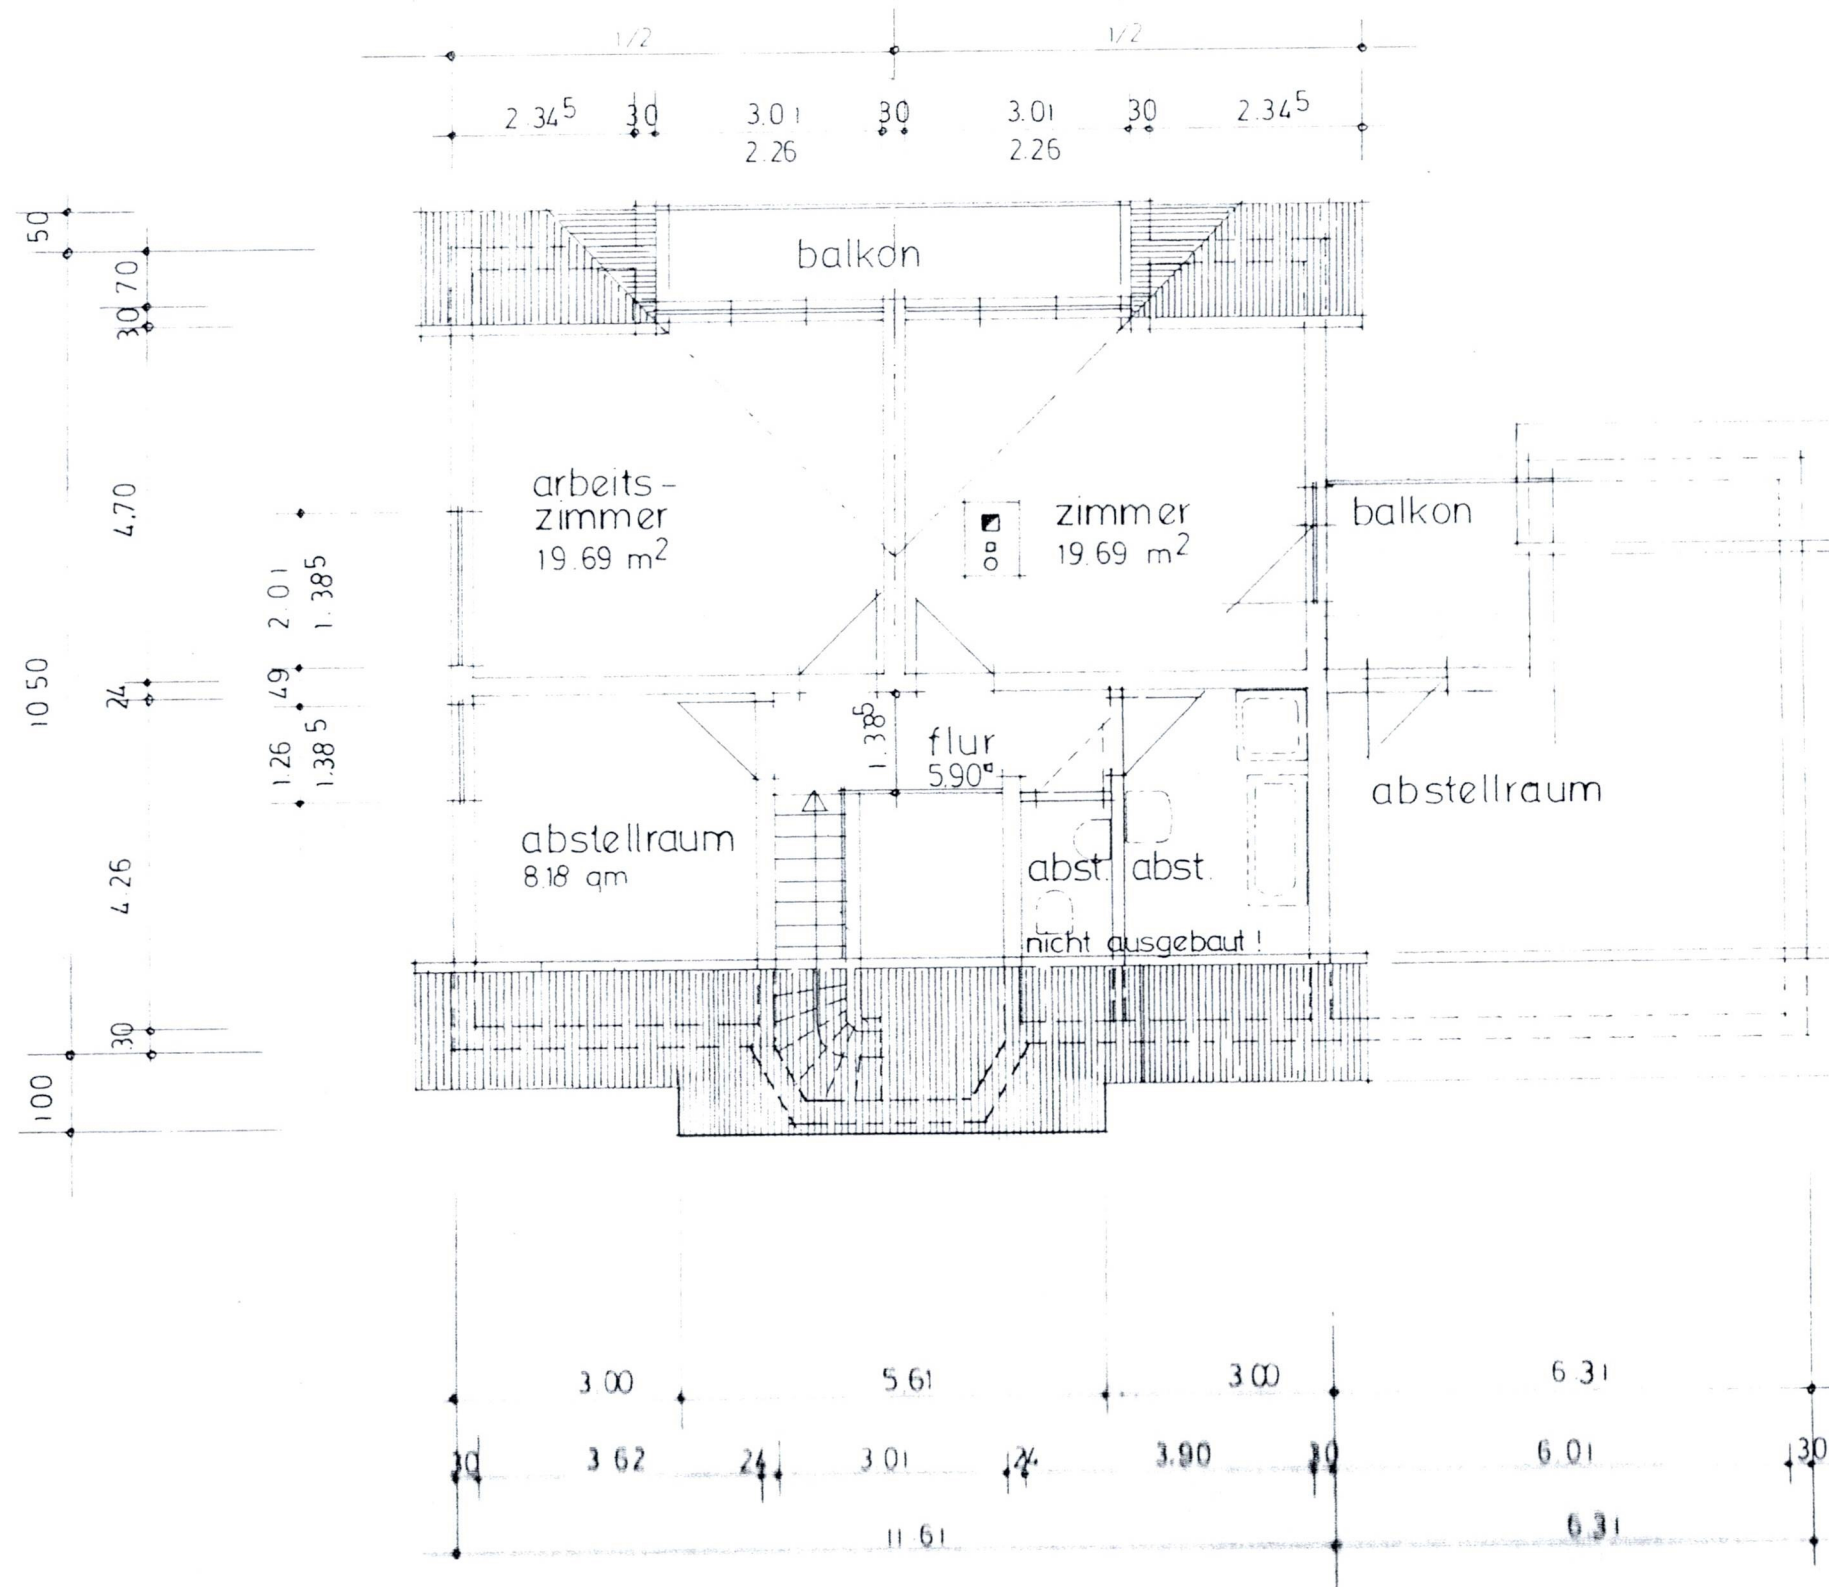 1/2 1/2
2.34⁵ 30 3.01 30 3.01 30 2.34⁵
2.26 2.26
50
70
30
balkon
4.70
arbeits-
zimmer
19.69 m²
zimmer
19.69 m²
balkon
2.01
1.38⁵
10 50
24
49
1.26
1.38⁵
1.38⁵
flur
5.90
abstellraum
8.18 qm
abst. abst.
abstellraum
4 26
nicht ausgebaut!
30
100
3 00 5.61 3 00 6.31
30 3 62 24 3 01 24 3.90 30 6.01 30
11 61 6.31